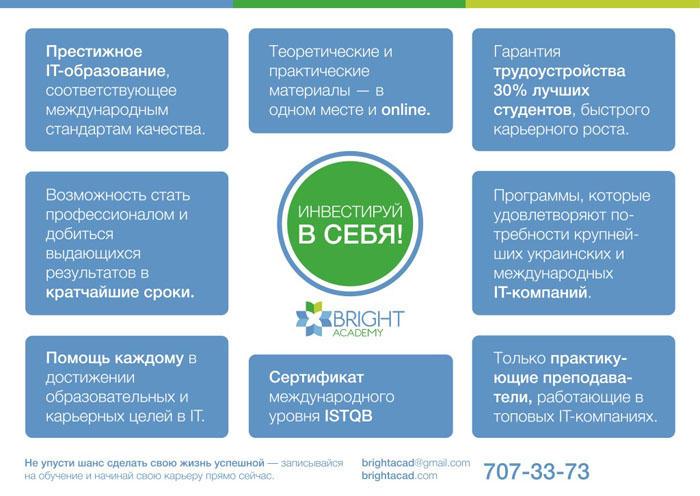 Престижное
IT-образование,
соответствующее
международным
стандартам качества.
Теоретические и
практические
материалы — в
одном месте и online.
Гарантия
трудоустройства
30% лучших
студентов, быстрого
карьерного роста.
Возможность стать
профессионалом и
добиться
выдающихся
результатов в
кратчайшие сроки.
ИНВЕСТИРУЙ
В СЕБЯ!
Программы, которые
удовлетворяют по-
требности крупней-
ших украинских и
международных
IT-компаний.
BRIGHT
ACADEMY
Помощь каждому в
достижении
образовательных и
карьерных целей в IT.
Сертификат
международного
уровня ISTQB
Только практику-
ющие преподава-
тели, работающие в
топовых IT-компаниях.
Не упусти шанс сделать свою жизнь успешной — записывайся
на обучение и начинай свою карьеру прямо сейчас.
brightacad@gmail.com
brightacad.com
707-33-73